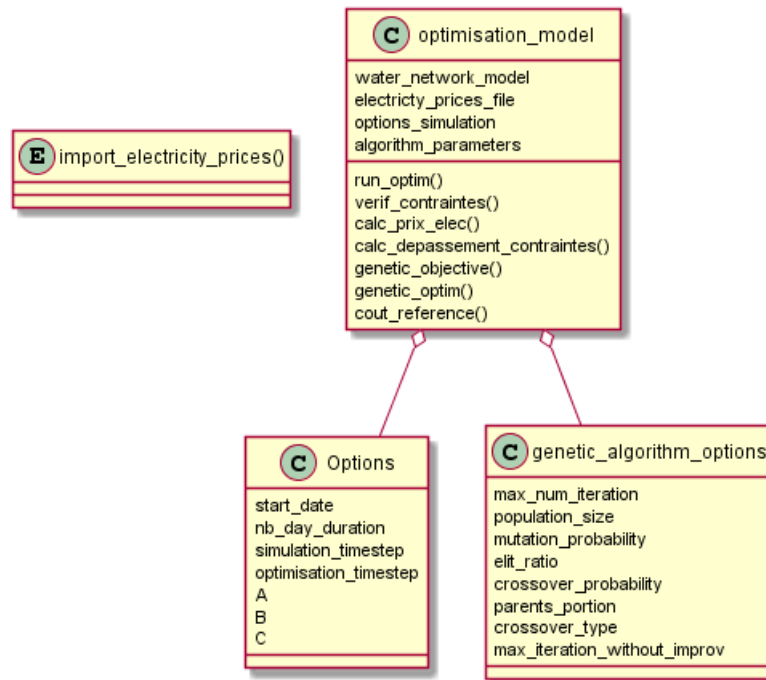 C optimisation_model
water_network_model
electricty_prices_file
options_simulation
algorithm_parameters
run_optim()
verif_contraintes()
calc_prix_elec()
calc_depassement_contraintes()
genetic_objective()
genetic_optim()
cout_reference()
E import_electricity_prices()
C Options
start_date
nb_day_duration
simulation_timestep
optimisation_timestep
A
B
C
C genetic_algorithm_options
max_num_iteration
population_size
mutation_probability
elit_ratio
crossover_probability
parents_portion
crossover_type
max_iteration_without_improv